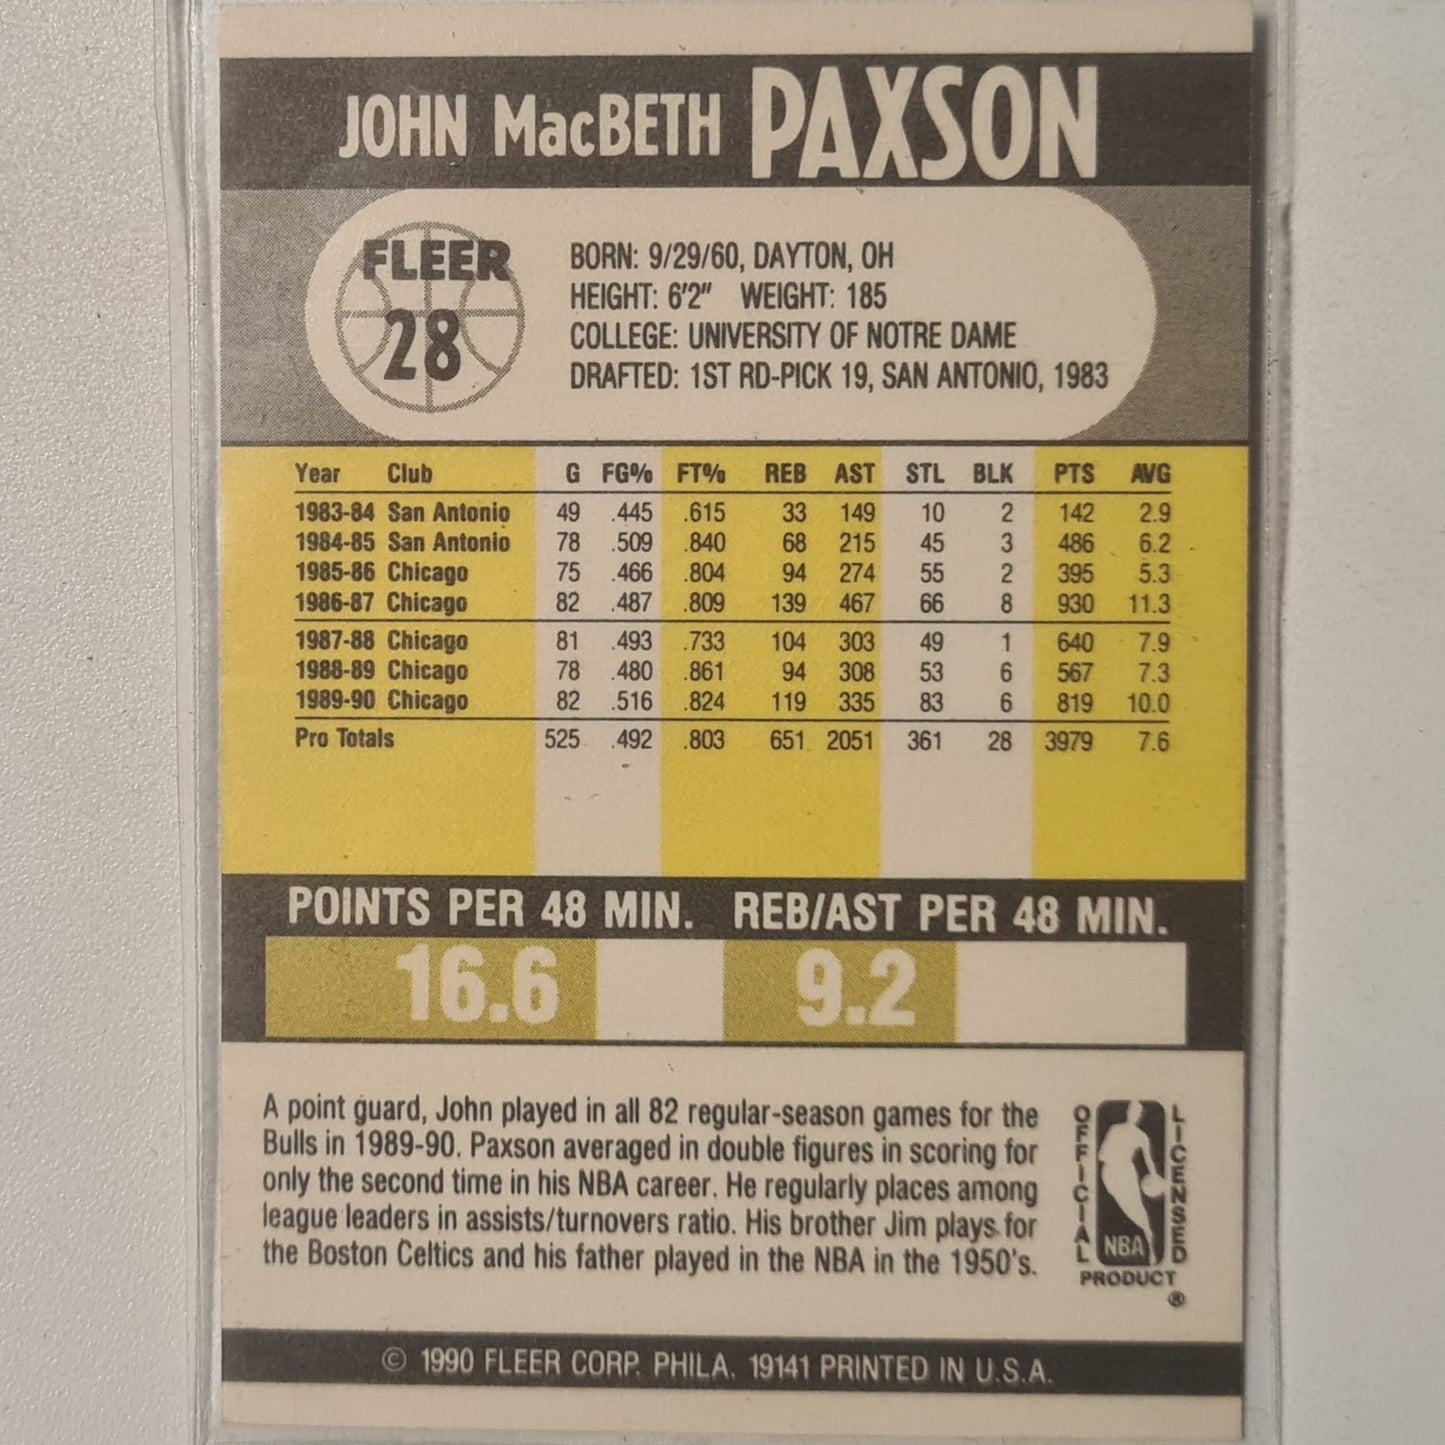 JOHN MacBETH PAXSON
FLEER
28
BORN: 9/29/60, DAYTON, OH
HEIGHT: 6'2" WEIGHT: 185
COLLEGE: UNIVERSITY OF NOTRE DAME
DRAFTED: 1ST RD-PICK 19, SAN ANTONIO, 1983
Year Club G FG% FT% REB AST STL BLK PTS AVG
1983-84 San Antonio 49 .445 .615 33 149 10 2 142 2.9
1984-85 San Antonio 78 .509 .840 68 215 45 3 486 6.2
1985-86 Chicago 75 .466 .804 94 274 55 2 395 5.3
1986-87 Chicago 82 .487 .809 139 467 66 8 930 11.3
1987-88 Chicago 81 .493 .733 104 303 49 1 640 7.9
1988-89 Chicago 78 .480 .861 94 308 53 6 567 7.3
1989-90 Chicago 82 .516 .824 119 335 83 6 819 10.0
Pro Totals 525 .492 .803 651 2051 361 28 3979 7.6
POINTS PER 48 MIN. REB/AST PER 48 MIN.
16.6 9.2
A point guard, John played in all 82 regular-season games for the
Bulls in 1989-90. Paxson averaged in double figures in scoring for
only the second time in his NBA career. He regularly places among
league leaders in assists/turnovers ratio. His brother Jim plays for
the Boston Celtics and his father played in the NBA in the 1950's.
OFFICIAL
NBA
LICENSED
PRODUCT
®
© 1990 FLEER CORP. PHILA. 19141 PRINTED IN U.S.A.